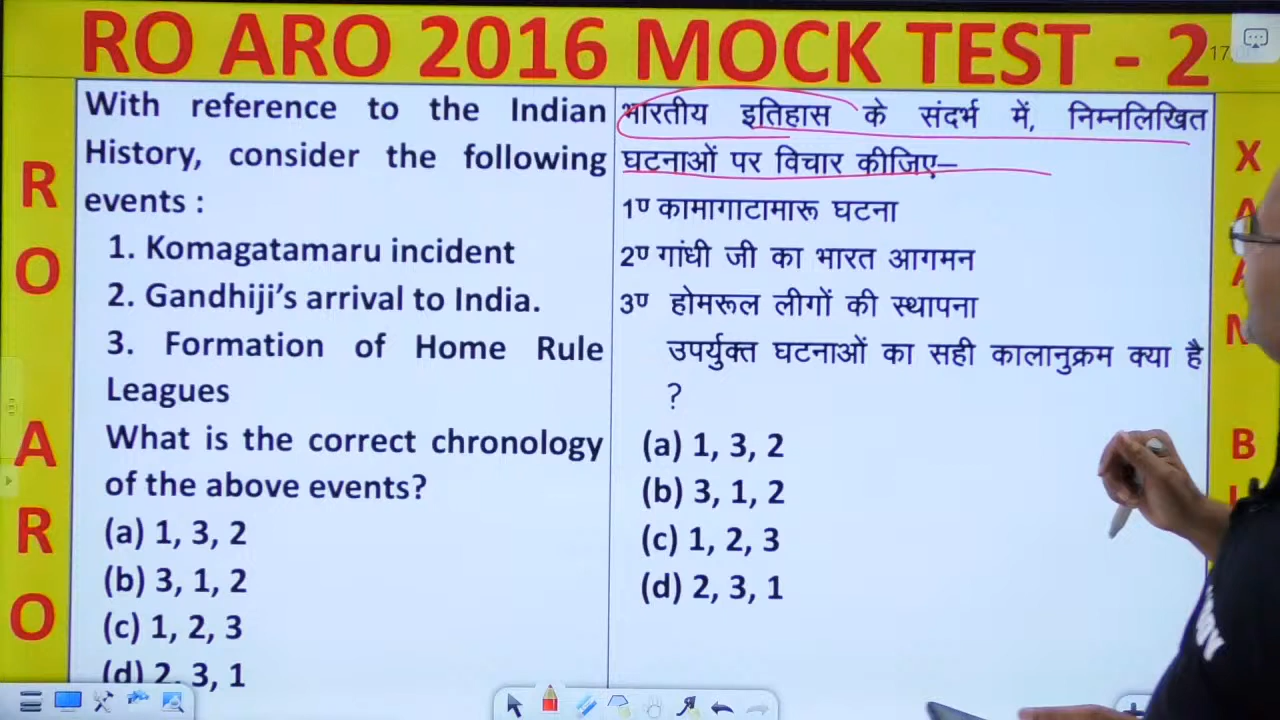 RO ARO 2016 MOCK TEST - 2
With reference to the Indian
History, consider the following
events :
1. Komagatamaru incident
2. Gandhiji's arrival to India.
3. Formation of Home Rule
Leagues
What is the correct chronology
of the above events?
(a) 1, 3, 2
(b) 3, 1, 2
(c) 1, 2, 3
(d) 2, 3, 1
भारतीय इतिहास के संदर्भ में, निम्नलिखित
घटनाओं पर विचार कीजिए–
1ण कामागाटामारू घटना
2ण गांधी जी का भारत आगमन
3ण होमरूल लीगों की स्थापना
उपर्युक्त घटनाओं का सही कालानुक्रम क्या है
?
(a) 1, 3, 2
(b) 3, 1, 2
(c) 1, 2, 3
(d) 2, 3, 1
R
O
A
R
O
X
A
M
B